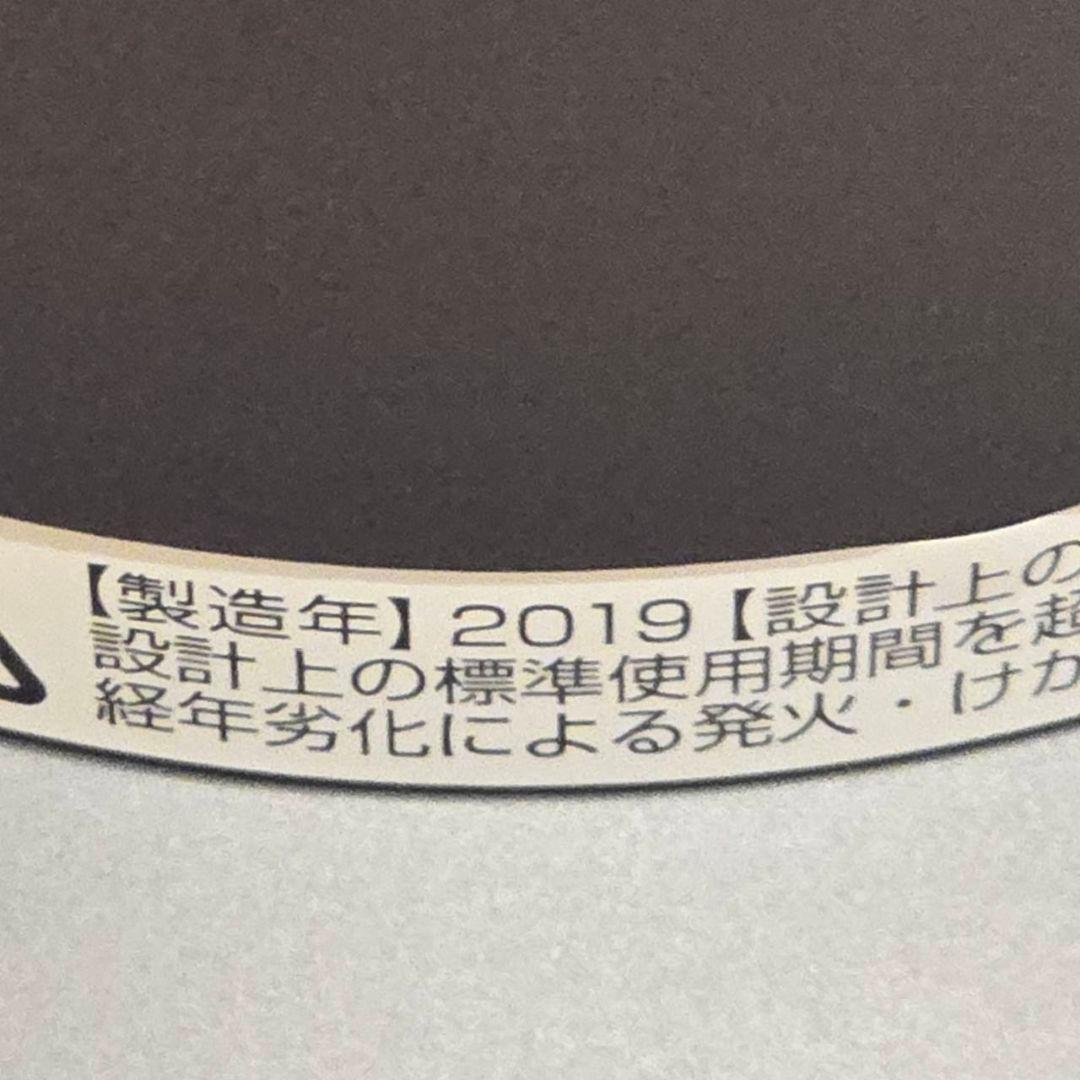 【製造年】2019【設計上の
設計上の標準使用期間を超
経年劣化による発火・けが